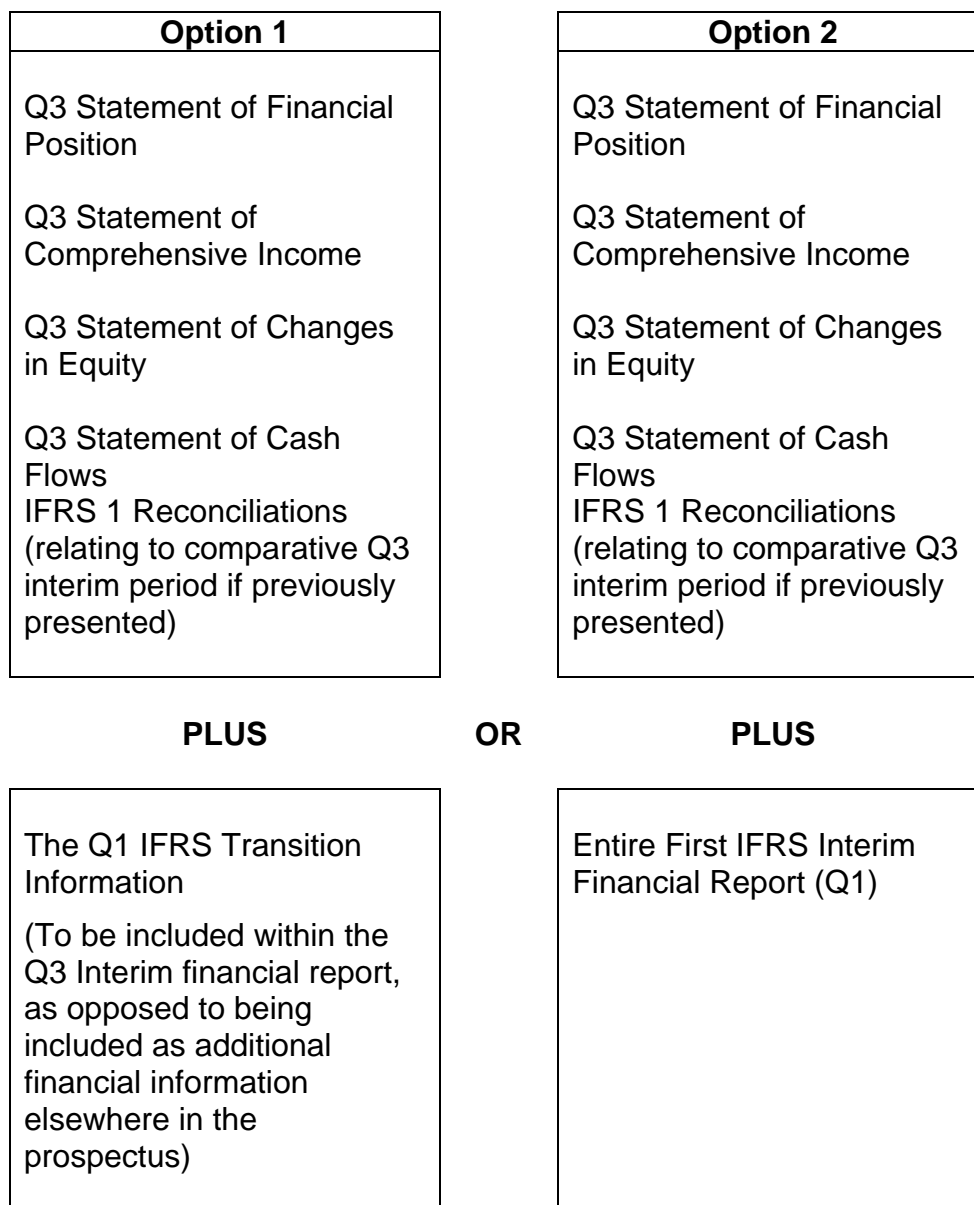 Option 1
Q3 Statement of Financial
Position
Q3 Statement of
Comprehensive Income
Q3 Statement of Changes
in Equity
Q3 Statement of Cash
Flows
IFRS 1 Reconciliations
(relating to comparative Q3
interim period if previously
presented)
Option 2
Q3 Statement of Financial
Position
Q3 Statement of
Comprehensive Income
Q3 Statement of Changes
in Equity
Q3 Statement of Cash
Flows
IFRS 1 Reconciliations
(relating to comparative Q3
interim period if previously
presented)
PLUS
OR
PLUS
The Q1 IFRS Transition
Information
(To be included within the
Q3 Interim financial report,
as opposed to being
included as additional
financial information
elsewhere in the
prospectus)
Entire First IFRS Interim
Financial Report (Q1)